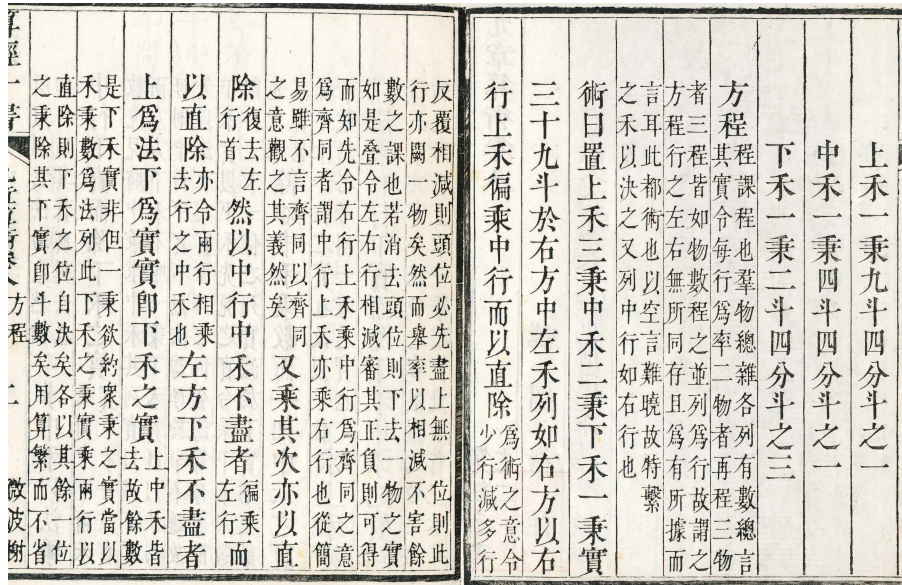 上禾一秉九斗四分斗之一
中禾一秉四斗四分斗之一
下禾一秉二斗四分斗之三
方程
程課程也羣物總雜各列有數總言
其實令每行爲率二物者再程三物
者三程皆如物數程之並列爲行故謂之
方程行之左右無所同存且爲有所據而
言耳此都術也以空言難曉故特繫
之禾以決之又列中行如右行也
術曰置上禾三秉中禾二秉下禾一秉實
三十九斗於右方中左禾列如右方以右
行上禾徧乘中行而以直除
爲術之意令
少行減多行
反覆相減則頭位必先盡上無一位則此
行亦闕一物矣然而舉率以相減不害餘
數之課也若消去頭位則下去一物之實
如是疊令左右行相減審其正負則可得
而知先令右行上禾乘中行爲齊同之意
爲齊同者謂中行上禾亦乘右行也從簡
易雖不言齊同以齊同
之意觀之其義然矣
又乘其次亦以直
除
復去左
行首
然以中行中禾不盡者
徧乘
左行
而
以直除
亦令兩行相乘
去行之中禾也
左方下禾不盡者
上爲法下爲實實卽下禾之實
上中禾皆
去故餘數
是下禾實非但一秉欲約衆秉之實當以
禾秉數爲法列此下禾之秉實乘兩行以
直除則下禾之位自決矣各以其餘一位
之秉除其下實卽斗數矣用算繁而不省
算經十書
方程
二
微波榭